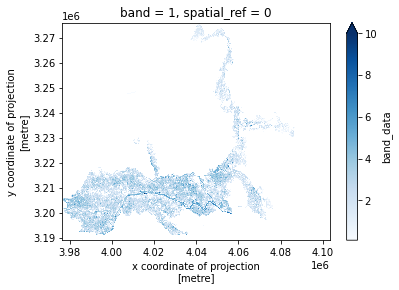 band = 1, spatial_ref = 0
1e6
3.27
3.26
3.25
3.24
3.23
3.22
3.21
3.20
3.19
y coordinate of projection
[metre]
3.98 4.00 4.02 4.04 4.06 4.08 4.10
1e6
x coordinate of projection
[metre]
10
8
6
4
2
band_data